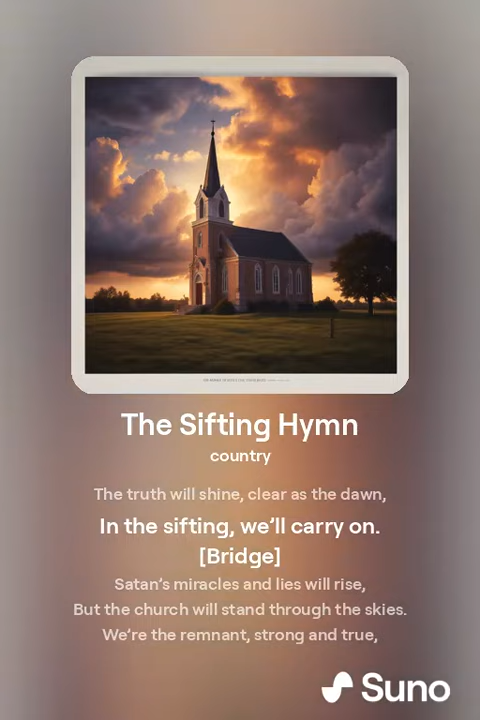 The Sifting Hymn
country
The truth will shine, clear as the dawn,
In the sifting, we'll carry on.
[Bridge]
Satan's miracles and lies will rise,
But the church will stand through the skies.
We're the remnant, strong and true,
Suno